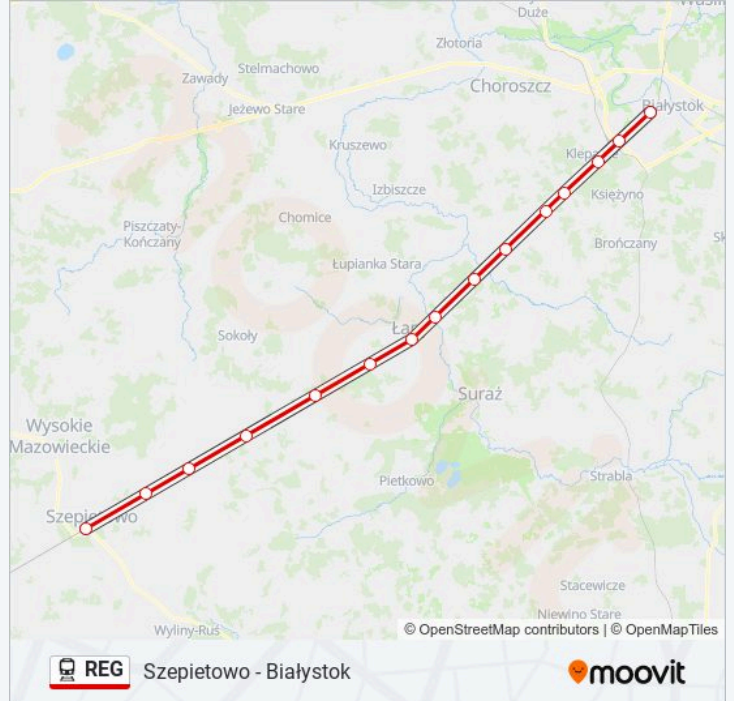 Duże
Złotoria
Stelmachowo
Zawady
Choroszcz
Jeżewo Stare
Białystok
Kruszewo
Izbiszcze
Księżyno
Chomice
Piszczaty-
Kończany
Brończany
Łupianka Stara
Sokoły
Suraż
Wysokie
Mazowieckie
Pietkowo
Strabla
Szepietowo
Stacewicze
Newino Stare
Wyliny-Ruś
© OpenStreetMap contributors | © OpenMapTiles
REG Szepietowo - Białystok
moovit